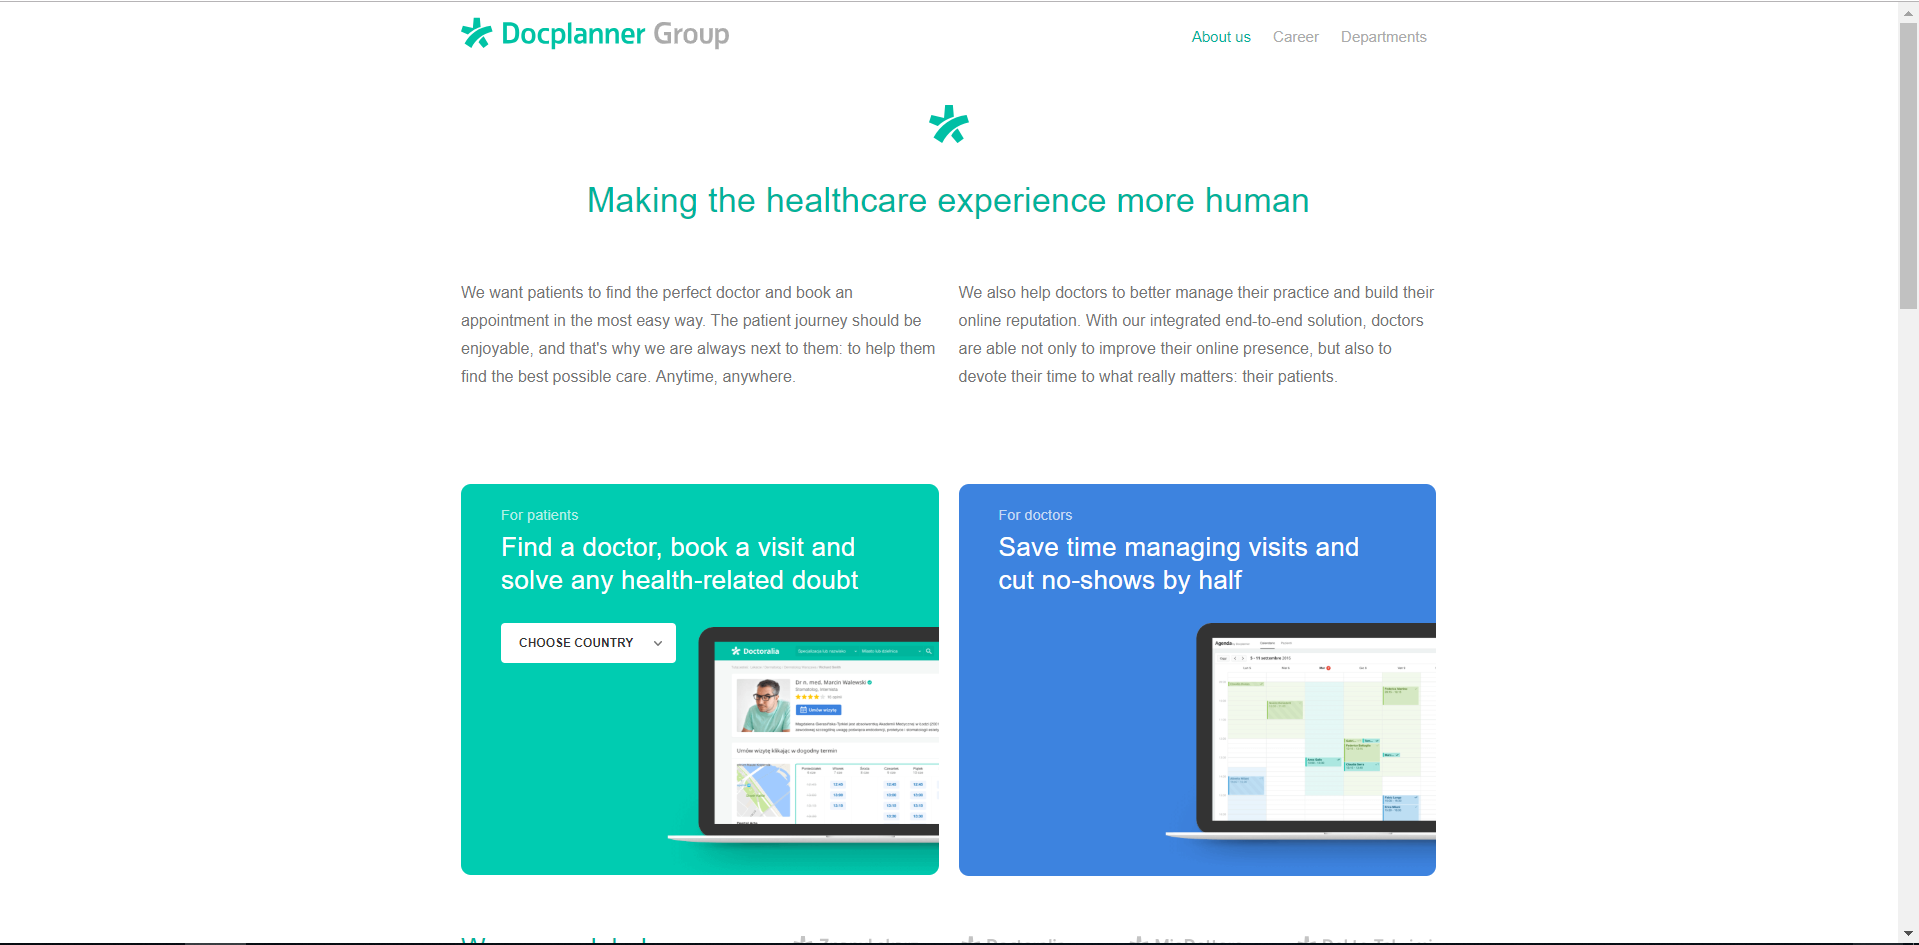 Docplanner Group
About us Career Departments
Making the healthcare experience more human
We want patients to find the perfect doctor and book an
appointment in the most easy way. The patient journey should be
enjoyable, and that's why we are always next to them: to help them
find the best possible care. Anytime, anywhere.
We also help doctors to better manage their practice and build their
online reputation. With our integrated end-to-end solution, doctors
are able not only to improve their online presence, but also to
devote their time to what really matters: their patients.
For patients
Find a doctor, book a visit and
solve any health-related doubt
CHOOSE COUNTRY
Doctoralia
Dr n. med. Marcin Walewski
Umów wizytę
Umów wizytę klikając w dogodny termin
For doctors
Save time managing visits and
cut no-shows by half
Agenda